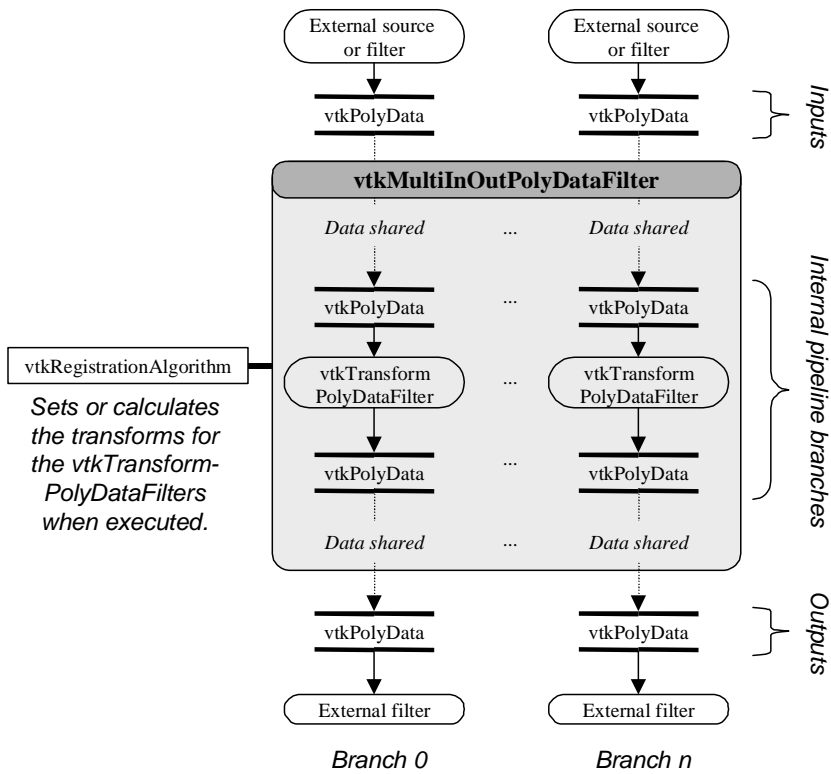 External source
or filter
External source
or filter
vtkPolyData
vtkPolyData
Inputs
vtkMultiInOutPolyDataFilter
Data shared
...
Data shared
vtkPolyData
...
vtkPolyData
Internal pipeline branches
vtkRegistrationAlgorithm
vtkTransform
PolyDataFilter
...
vtkTransform
PolyDataFilter
Sets or calculates
the transforms for
the vtkTransform-
PolyDataFilters
when executed.
vtkPolyData
...
vtkPolyData
Data shared
...
Data shared
vtkPolyData
vtkPolyData
Outputs
External filter
External filter
Branch 0
Branch n